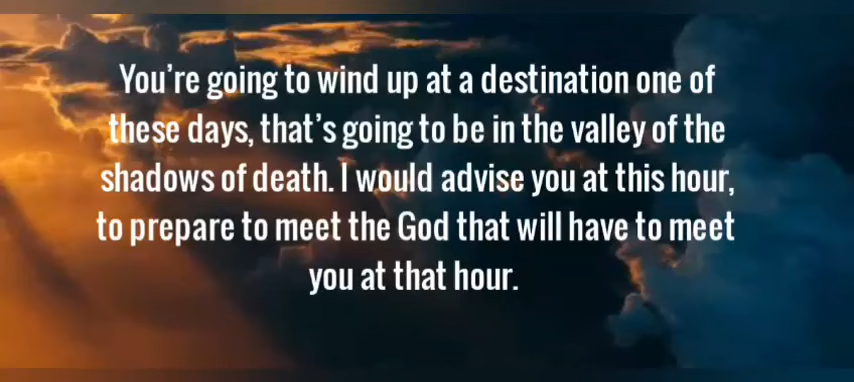 You're going to wind up at a destination one of
these days, that's going to be in the valley of the
shadows of death. I would advise you at this hour,
to prepare to meet the God that will have to meet
you at that hour.